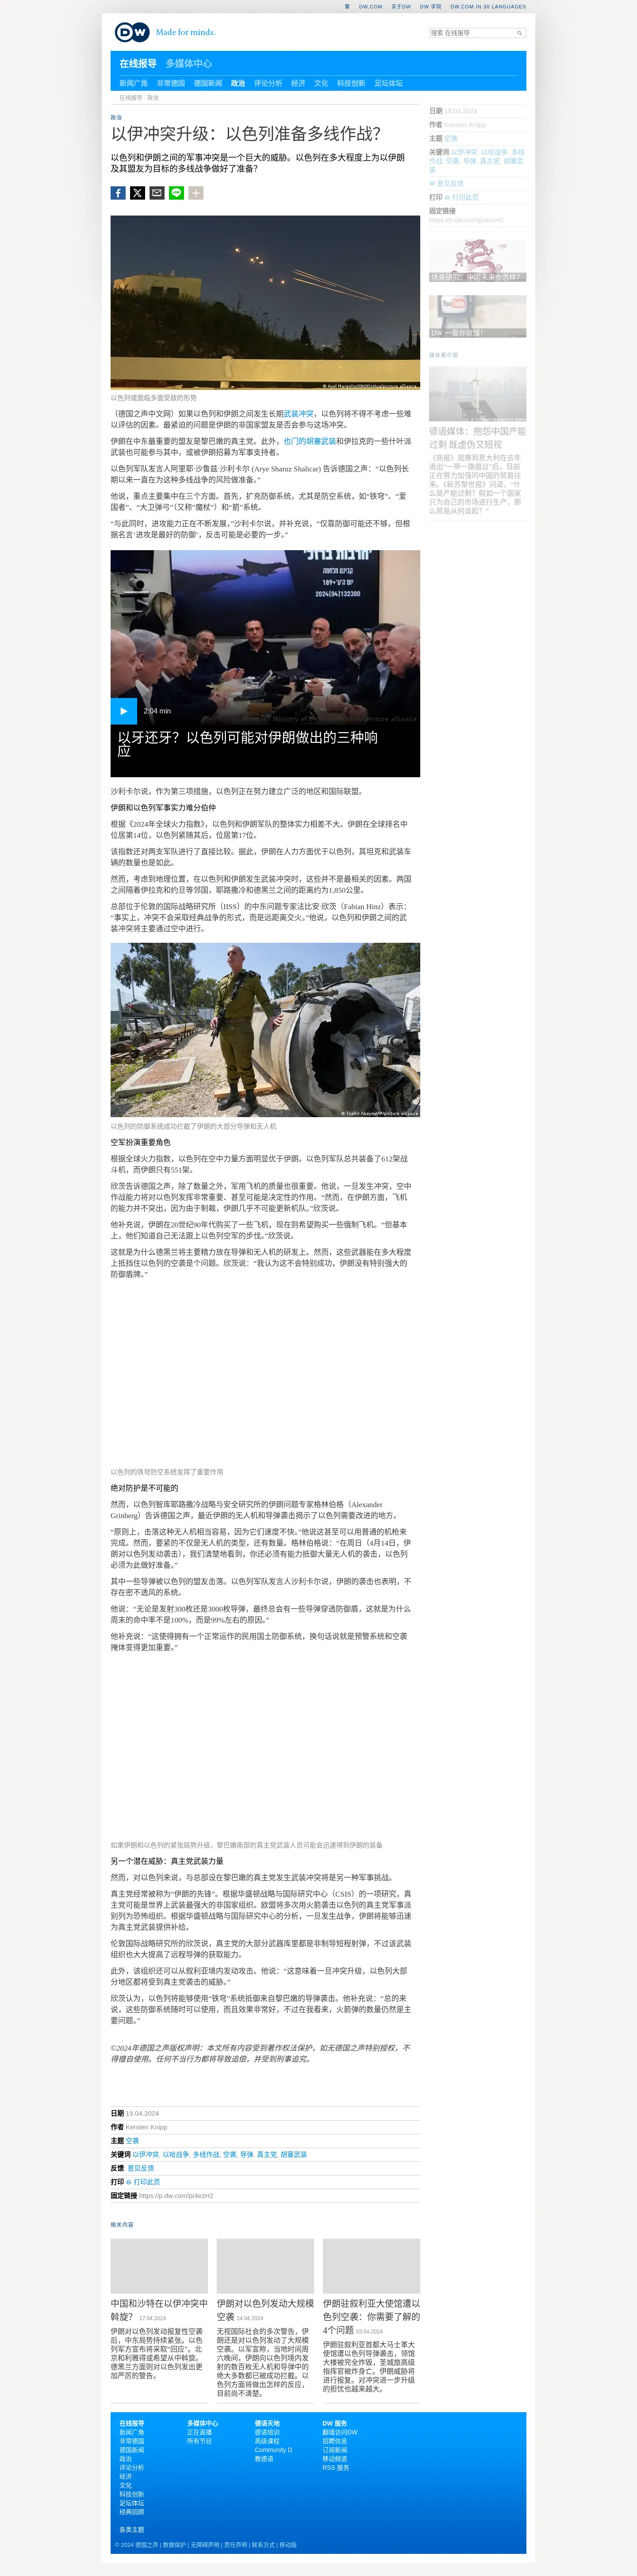 繁 DW.COM 关于DW DW 学院 DW.COM IN 30 LANGUAGES
DW Made for minds.
搜索 在线报导
在线报导 多媒体中心
新闻广角 非常德国 德国新闻 政治 评论分析 经济 文化 科技创新 足坛体坛
在线报导 · 政治
政治
以伊冲突升级：以色列准备多线作战？
以色列和伊朗之间的军事冲突是一个巨大的威胁。以色列在多大程度上为以伊朗
及其盟友为目标的多线战争做好了准备？
© Ayal Margolin/JINI/Xinhua/picture alliance
以色列或面临多面受敌的形势
（德国之声中文网）如果以色列和伊朗之间发生长期武装冲突，以色列将不得不考虑一些难
以评估的因素。最紧迫的问题是伊朗的非国家盟友是否会参与这场冲突。
伊朗在中东最重要的盟友是黎巴嫩的真主党。此外，也门的胡塞武装和伊拉克的一些什叶派
武装也可能参与其中，或被伊朗招募为军事支持者。
以色列军队发言人阿里耶·沙鲁兹·沙利卡尔 (Arye Sharuz Shalicar) 告诉德国之声：“以色列长
期以来一直在为这种多线战争的风险做准备。”
他说，重点主要集中在三个方面。首先，扩充防御系统，尤其是防空系统，如“铁穹”、“爱
国者”、“大卫弹弓”（又称“魔杖”）和“箭”系统。
“与此同时，进攻能力正在不断发展，”沙利卡尔说，并补充说，“仅靠防御可能还不够，但根
据名言‘进攻是最好的防御’，反击可能是必要的一步。”
2:04 min
以牙还牙？以色列可能对伊朗做出的三种响
应
沙利卡尔说，作为第三项措施，以色列正在努力建立广泛的地区和国际联盟。
伊朗和以色列军事实力难分伯仲
根据《2024年全球火力指数》，以色列和伊朗军队的整体实力相差不大。伊朗在全球排名中
位居第14位，以色列紧随其后，位居第17位。
该指数还对两支军队进行了直接比较。据此，伊朗在人力方面优于以色列，其坦克和武装车
辆的数量也是如此。
然而，考虑到地理位置，在以色列和伊朗发生武装冲突时，这些并不是最相关的因素。两国
之间隔着伊拉克和约旦等邻国，耶路撒冷和德黑兰之间的距离约为1,850公里。
总部位于伦敦的国际战略研究所（IISS）的中东问题专家法比安·欣茨（Fabian Hinz）表示：
“事实上，冲突不会采取经典战争的形式，而是远距离交火。”他说，以色列和伊朗之间的武
装冲突将主要通过空中进行。
© Tsafrir Abayov/AP/picture alliance
以色列的防御系统成功拦截了伊朗的大部分导弹和无人机
空军扮演重要角色
根据全球火力指数，以色列在空中力量方面明显优于伊朗。以色列军队总共装备了612架战
斗机，而伊朗只有551架。
欣茨告诉德国之声，除了数量之外，军用飞机的质量也很重要。他说，一旦发生冲突，空中
作战能力将对以色列发挥非常重要、甚至可能是决定性的作用。“然而，在伊朗方面，飞机
的能力并不突出，因为由于制裁，伊朗几乎不可能更新机队。”欣茨说。
他补充说，伊朗在20世纪90年代购买了一些飞机，现在则希望购买一些俄制飞机。“但基本
上，他们知道自己无法跟上以色列空军的步伐。”欣茨说。
这就是为什么德黑兰将主要精力放在导弹和无人机的研发上。然而，这些武器能在多大程度
上抵挡住以色列的空袭是个问题。欣茨说：“我认为这不会特别成功，伊朗没有特别强大的
防御盾牌。”
以色列的铁穹防空系统发挥了重要作用
绝对防护是不可能的
然而，以色列智库耶路撒冷战略与安全研究所的伊朗问题专家格林伯格（Alexander
Grinberg）告诉德国之声，最近伊朗的无人机和导弹袭击揭示了以色列需要改进的地方。
“原则上，击落这种无人机相当容易，因为它们速度不快。”他说这甚至可以用普通的机枪来
完成。然而，要紧的不仅是无人机的类型，还有数量。格林伯格说：“在周日（4月14日，伊
朗对以色列发动袭击），我们清楚地看到，你还必须有能力抵御大量无人机的袭击，以色列
必须为此做好准备。”
其中一些导弹被以色列的盟友击落。以色列军队发言人沙利卡尔说，伊朗的袭击也表明，不
存在密不透风的系统。
他说：“无论是发射300枚还是3000枚导弹，最终总会有一些导弹穿透防御盾，这就是为什么
周末的命中率不是100%，而是99%左右的原因。”
他补充说：“这使得拥有一个正常运作的民用国土防御系统，换句话说就是预警系统和空袭
掩体变得更加重要。”
如果伊朗和以色列的紧张局势升级，黎巴嫩南部的真主党武装人员可能会迅速得到伊朗的装备
另一个潜在威胁：真主党武装力量
然而，对以色列来说，与总部设在黎巴嫩的真主党发生武装冲突将是另一种军事挑战。
真主党经常被称为“伊朗的先锋”。根据华盛顿战略与国际研究中心（CSIS）的一项研究，真
主党可能是世界上武装最强大的非国家组织。欧盟将多次用火箭袭击以色列的真主党军事派
别列为恐怖组织。根据华盛顿战略与国际研究中心的分析，一旦发生战争，伊朗将能够迅速
为真主党武装提供补给。
伦敦国际战略研究所的欣茨说，真主党的大部分武器库里都是非制导短程射弹，不过该武装
组织也大大提高了远程导弹的获取能力。
此外，该组织还可以从叙利亚境内发动攻击。他说：“这意味着一旦冲突升级，以色列大部
分地区都将受到真主党袭击的威胁。”
欣茨认为，以色列将能够使用“铁穹”系统抵御来自黎巴嫩的导弹袭击。他补充说：“总的来
说，这些防御系统随时可以使用，而且效果非常好，不过在我看来，火箭弹的数量仍然是主
要问题。”
©2024年德国之声版权声明：本文所有内容受到著作权法保护，如无德国之声特别授权，不
得擅自使用。任何不当行为都将导致追偿，并受到刑事追究。
日期 19.04.2024
作者 Kersten Knipp
主题 空袭
关键词 以伊冲突, 以哈战争, 多线作战, 空袭, 导弹, 真主党, 胡塞武装
反馈 意见反馈
打印 打印此页
固定链接 https://p.dw.com/p/4ezH2
相关内容
中国和沙特在以伊冲突中
斡旋？ 17.04.2024
伊朗对以色列发动报复性空袭
后，中东局势持续紧张。以色
列军方宣布将采取“回应”。北
京和利雅得或希望从中斡旋。
德黑兰方面则对以色列发出更
加严厉的警告。
伊朗对以色列发动大规模
空袭 14.04.2024
无视国际社会的多次警告，伊
朗还是对以色列发动了大规模
空袭。以军宣称，当地时间周
六晚间，伊朗向以色列境内发
射的数百枚无人机和导弹中的
绝大多数都已被成功拦截。以
色列方面将做出怎样的反应，
目前尚不清楚。
伊朗驻叙利亚大使馆遭以
色列空袭：你需要了解的
4个问题 03.04.2024
伊朗驻叙利亚首都大马士革大
使馆遭以色列导弹袭击，领馆
大楼被完全炸毁，圣城旅高级
指挥官被炸身亡。伊朗威胁将
进行报复。对冲突进一步升级
的担忧也越来越大。
日期 19.04.2024
作者 Kersten Knipp
主题 空袭
关键词 以伊冲突, 以哈战争, 多线
作战, 空袭, 导弹, 真主党, 胡塞武
装
意见反馈
打印 打印此页
固定链接
https://p.dw.com/p/4ezH2
场景研究：中国未来会怎样？
YouTube
DW 一看你就懂！
媒体看中国
德语媒体：抱怨中国产能
过剩 既虚伪又短视
《商报》观察到意大利在去年
退出“一带一路倡议”后，目前
正在努力加强同中国的贸易往
来。《新苏黎世报》问道，“什
么是产能过剩？假如一个国家
只为自己的市场进行生产，那
么贸易从何谈起？”
在线报导
新闻广角
非常德国
德国新闻
政治
评论分析
经济
文化
科技创新
足坛体坛
经典回顾
各类主题
多媒体中心
正在直播
所有节目
德语天地
德语培训
高级课程
Community D
教德语
DW 服务
翻墙访问DW
招聘信息
订阅新闻
移动频道
RSS 服务
© 2024 德国之声 | 数据保护 | 无障碍声明 | 责任声明 | 联系方式 | 移动版